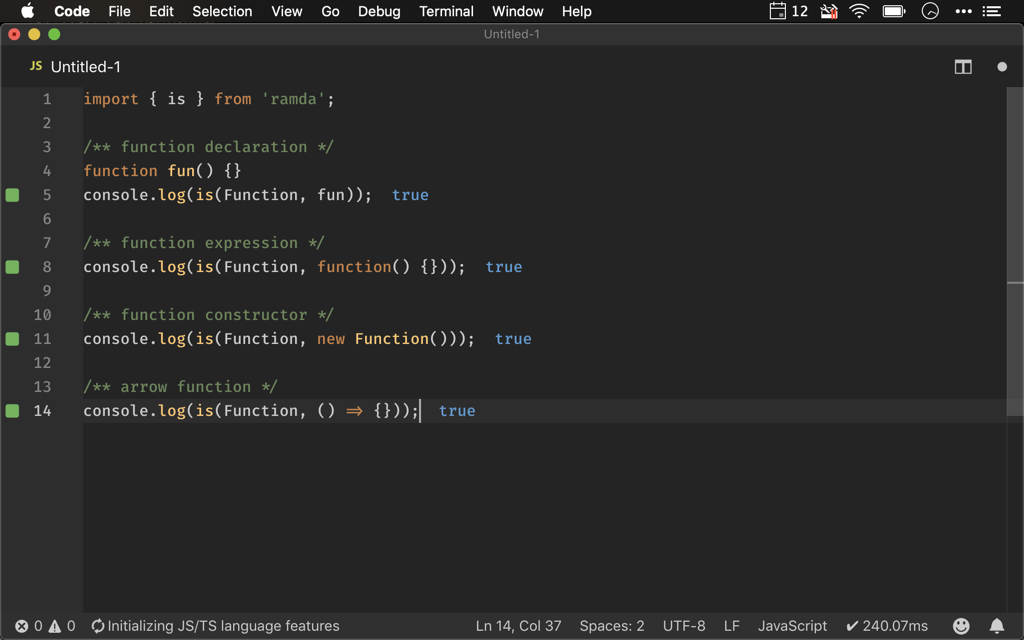 Code File Edit Selection View Go Debug Terminal Window Help 12
Untitled-1
JS Untitled-1
1 import { is } from 'ramda';
2
3 /** function declaration */
4 function fun() {}
5 console.log(is(Function, fun)); true
6
7 /** function expression */
8 console.log(is(Function, function() {})); true
9
10 /** function constructor */
11 console.log(is(Function, new Function())); true
12
13 /** arrow function */
14 console.log(is(Function, () => {})); true
0 0 Initializing JS/TS language features Ln 14, Col 37 Spaces: 2 UTF-8 LF JavaScript ✔ 240.07ms